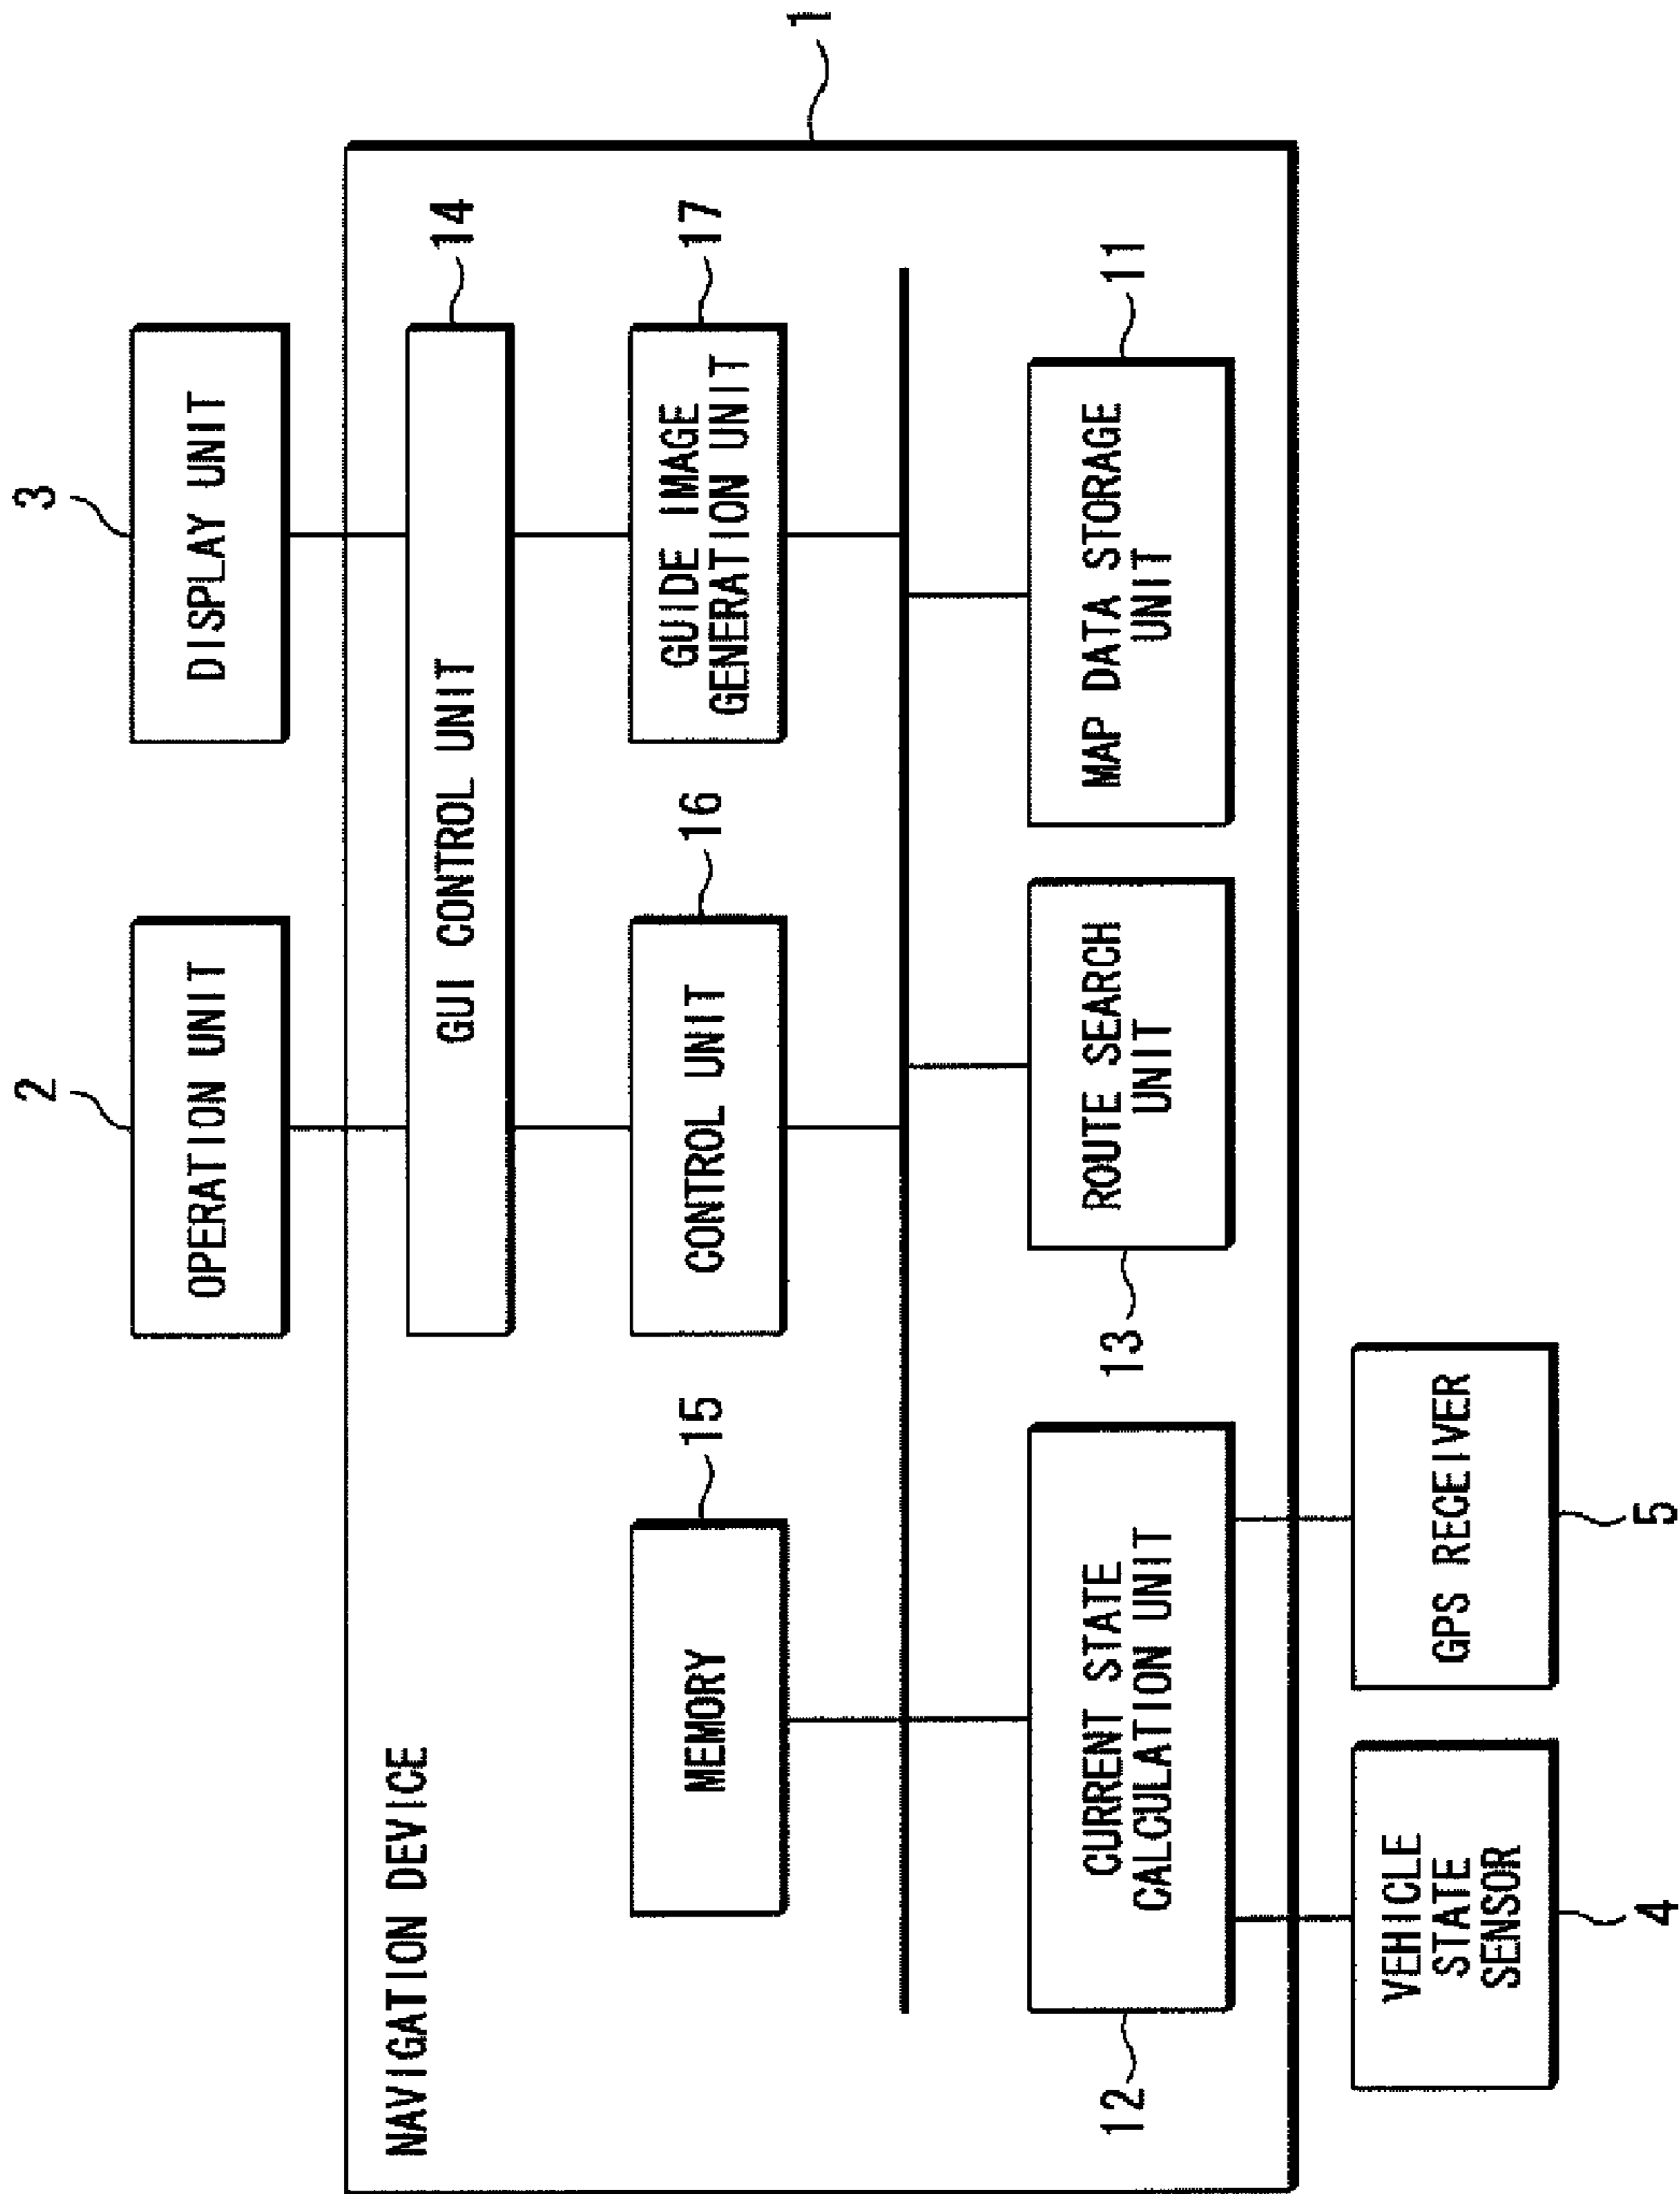 2
3
OPERATION UNIT
DISPLAY UNIT
NAVIGATION DEVICE
1
GUI CONTROL UNIT
14
MEMORY
15
CONTROL UNIT
16
GUIDE IMAGE
GENERATION UNIT
17
CURRENT STATE
CALCULATION UNIT
12
ROUTE SEARCH
UNIT
13
MAP DATA STORAGE
UNIT
11
VEHICLE
STATE
SENSOR
4
GPS RECEIVER
5